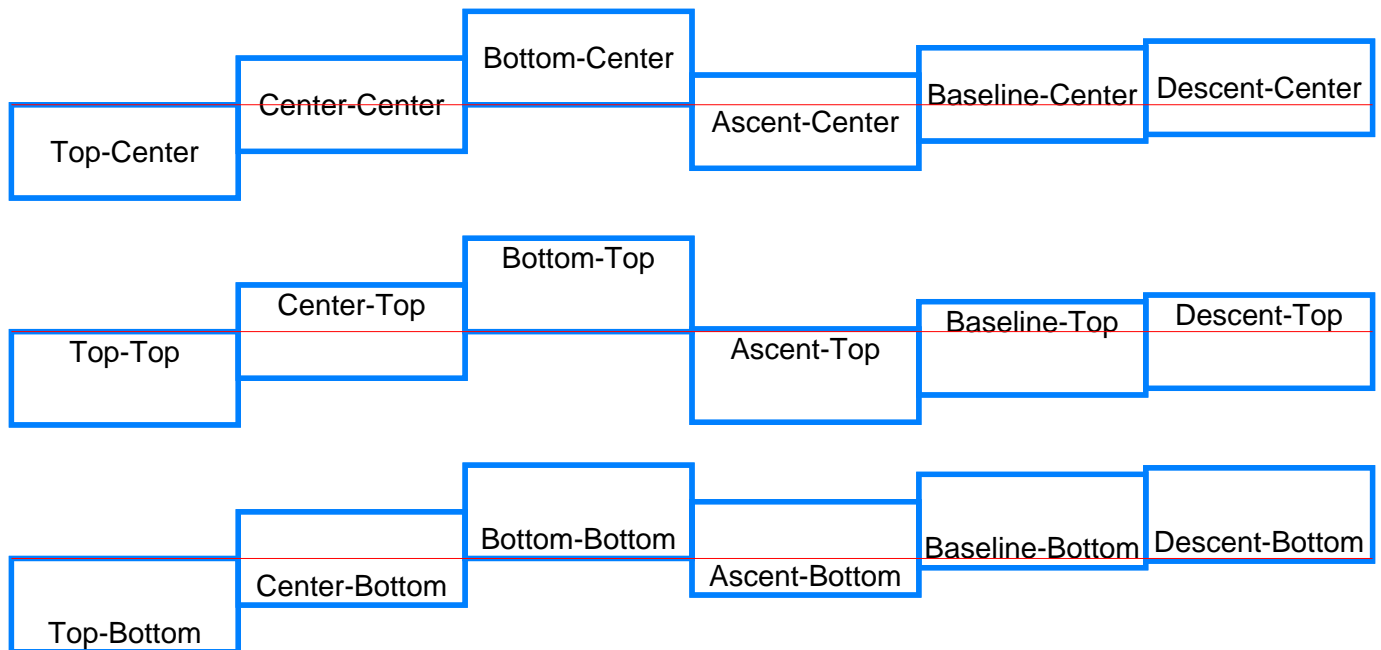 Top-Center Center-Center Bottom-Center Ascent-Center Baseline-Center Descent-Center
Top-Top Center-Top Bottom-Top Ascent-Top Baseline-Top Descent-Top
Top-Bottom Center-Bottom Bottom-Bottom Ascent-Bottom Baseline-Bottom Descent-Bottom